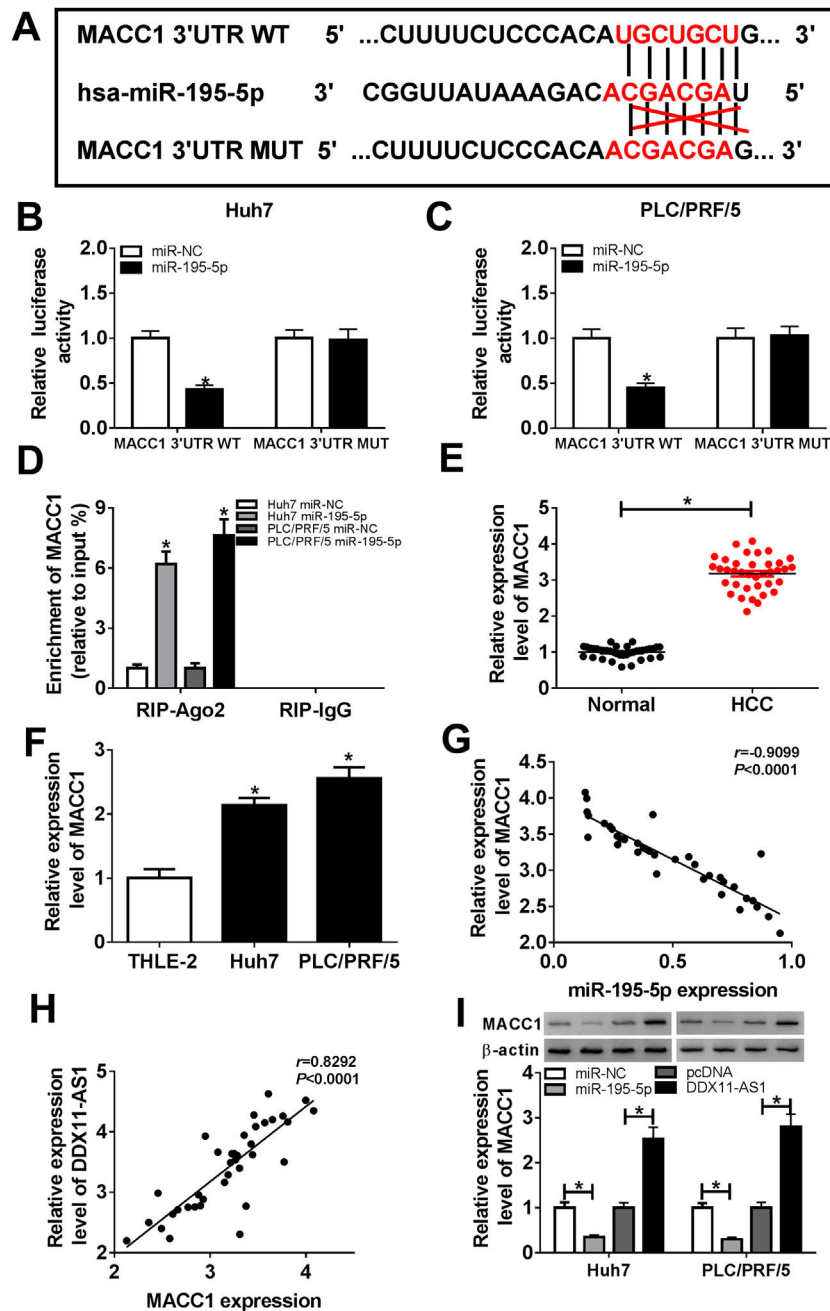 A
MACC1 3'UTR WT 5' ...CUUUUCUCCCACAUGCUGCUG... 3'
hsa-miR-195-5p 3' CGGUUAUAAAGACACGACGAU 5'
MACC1 3'UTR MUT 5' ...CUUUUCUCCCACAACGACGAG... 3'
B
Huh7
miR-NC
miR-195-5p
Relative luciferase
activity
2.0
1.5
1.0
0.5
0.0
*
MACC1 3'UTR WT MACC1 3'UTR MUT
C
PLC/PRF/5
miR-NC
miR-195-5p
Relative luciferase
activity
2.0
1.5
1.0
0.5
0.0
*
MACC1 3'UTR WT MACC1 3'UTR MUT
D
Enrichment of MACC1
(relative to input %)
9
6
3
0
* *
Huh7 miR-NC
Huh7 miR-195-5p
PLC/PRF/5 miR-NC
PLC/PRF/5 miR-195-5p
RIP-Ago2 RIP-IgG
E
Relative expression
level of MACC1
5
4
3
2
1
0
*
Normal HCC
F
Relative expression
level of MACC1
3
2
1
0
* *
THLE-2 Huh7 PLC/PRF/5
G
r=-0.9099
P<0.0001
Relative expression
level of MACC1
4.5
4.0
3.5
3.0
2.5
2.0
0.0 0.5 1.0
miR-195-5p expression
H
r=0.8292
P<0.0001
Relative expression
level of DDX11-AS1
5
4
3
2
2 3 4
MACC1 expression
I
MACC1
β-actin
miR-NC
miR-195-5p
pcDNA
DDX11-AS1
Relative expression
level of MACC1
4
3
2
1
0
* * * *
Huh7 PLC/PRF/5